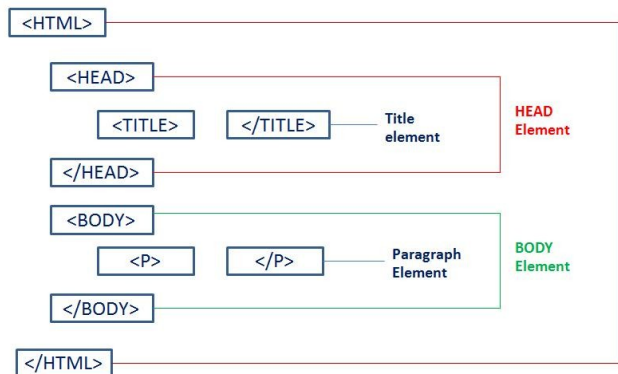 <HTML>
<HEAD>
<TITLE> </TITLE> Title
element
HEAD
Element
</HEAD>
<BODY>
<P> </P> Paragraph
Element
BODY
Element
</BODY>
</HTML>